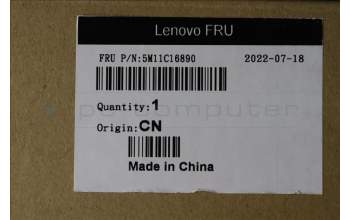 Lenovo FRU
FRU P/N:5M11C16890 2022-07-18
Quantity:1
Origin:CN
Made in China